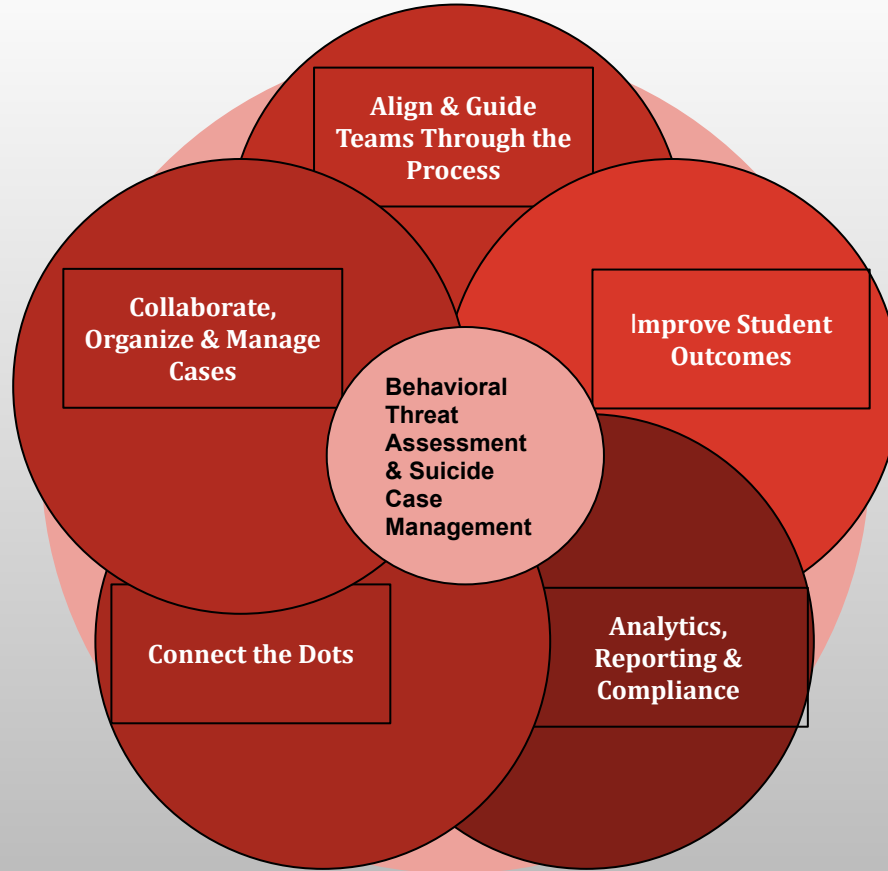 Align & Guide
Teams Through the
Process
Collaborate,
Organize & Manage
Cases
Improve Student
Outcomes
Behavioral
Threat
Assessment
& Suicide
Case
Management
Connect the Dots
Analytics,
Reporting &
Compliance